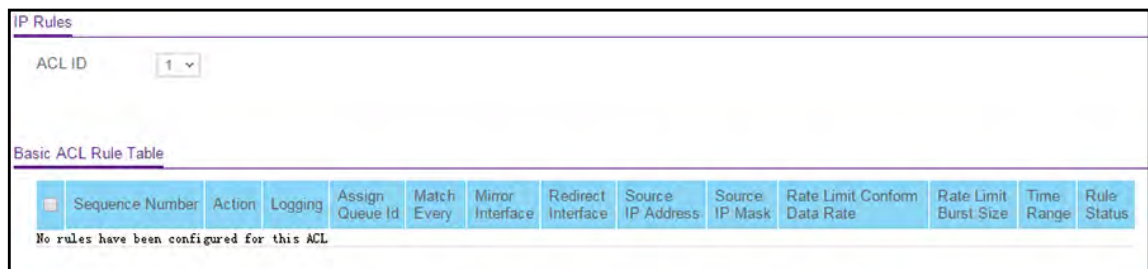 IP Rules
ACL ID 1
Basic ACL Rule Table
Sequence Number Action Logging Assign Queue Id Match Every Mirror Interface Redirect Interface Source IP Address Source IP Mask Rate Limit Conform Data Rate Rate Limit Burst Size Time Range Rule Status
No rules have been configured for this ACL